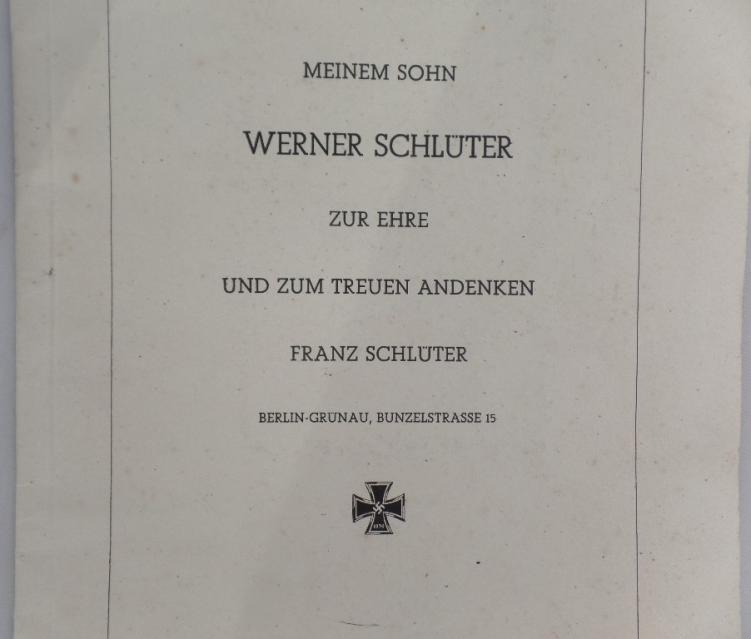 MEINEM SOHN
WERNER SCHLÜTER
ZUR EHRE
UND ZUM TREUEN ANDENKEN
FRANZ SCHLÜTER
BERLIN-GRÜNAU, BUNZELSTRASSE 15